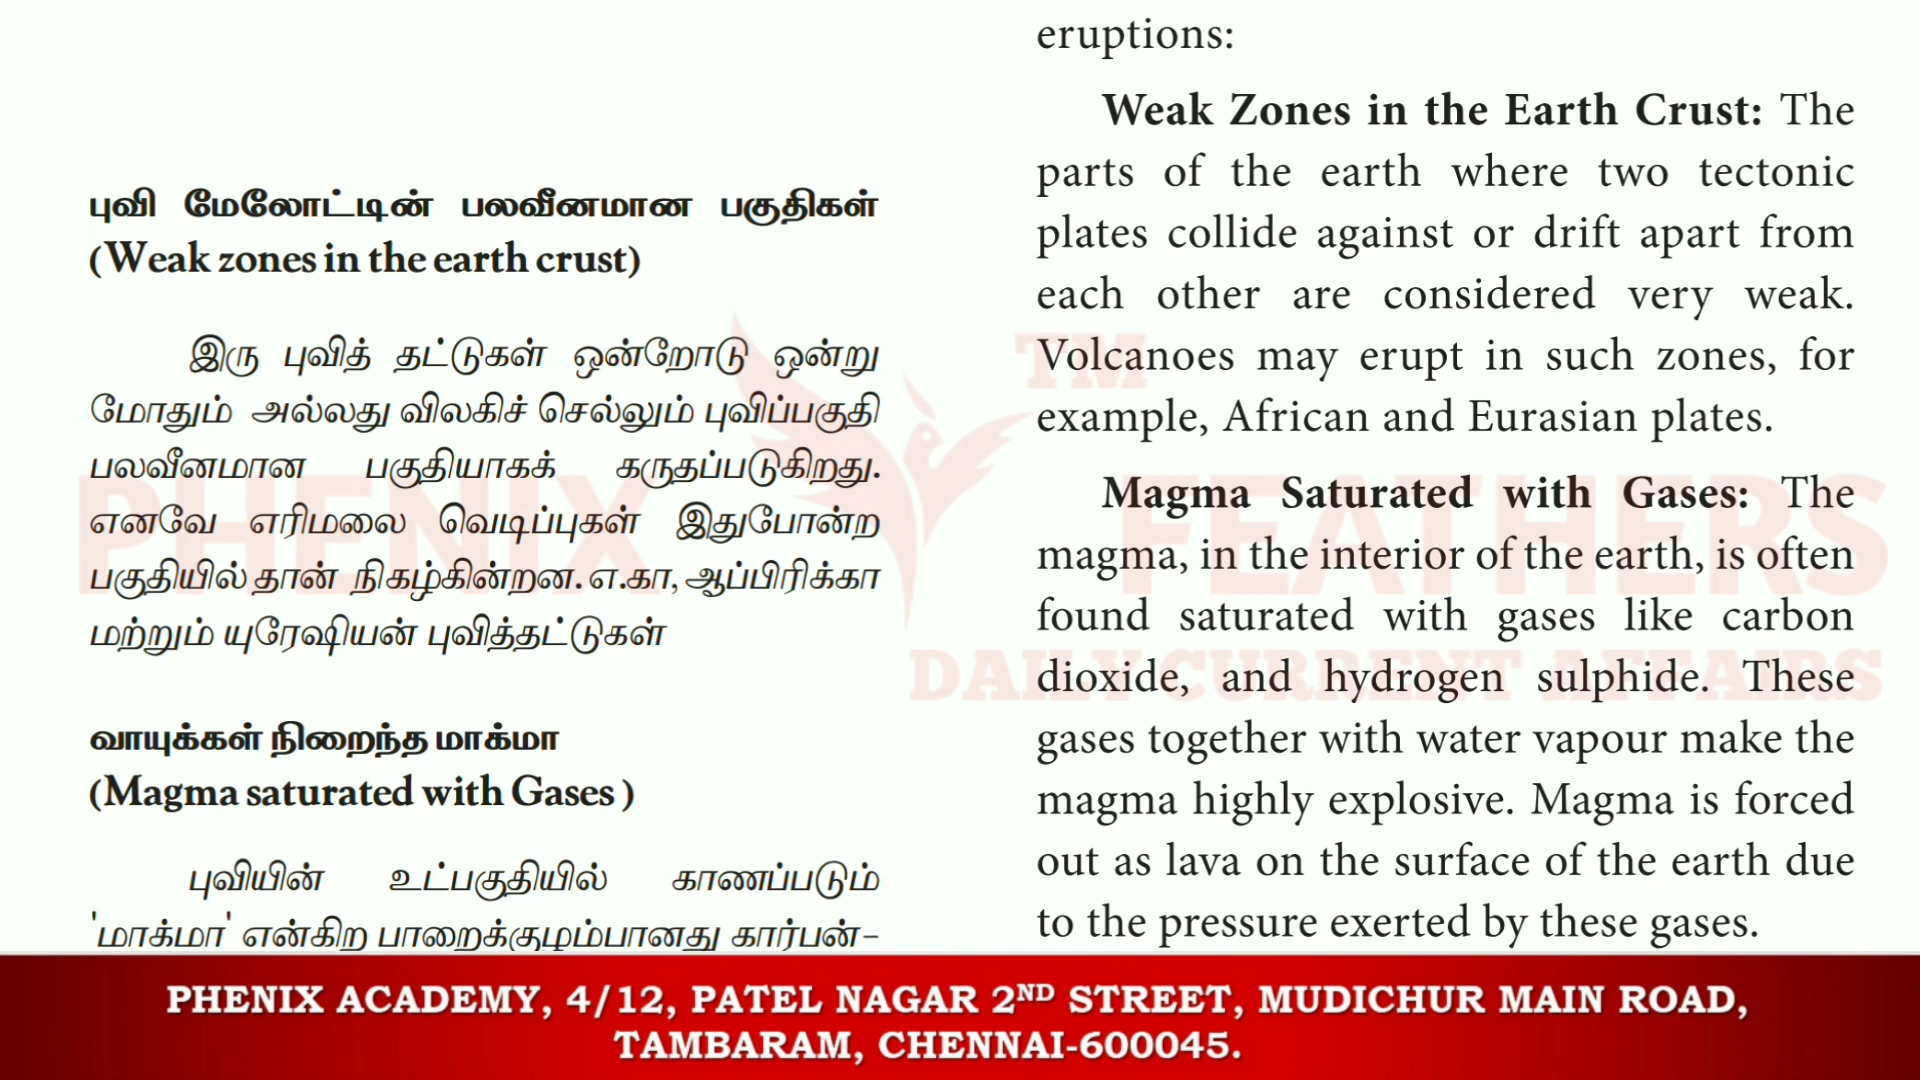 புவி மேலோட்டின் பலவீனமான பகுதிகள்
(Weak zones in the earth crust)
இரு புவித் தட்டுகள் ஒன்றோடு ஒன்று
மோதும் அல்லது விலகிச் செல்லும் புவிப்பகுதி
பலவீனமான பகுதியாகக் கருதப்படுகிறது.
எனவே எரிமலை வெடிப்புகள் இதுபோன்ற
பகுதியில் தான் நிகழ்கின்றன. எ.கா, ஆப்பிரிக்கா
மற்றும் யுரேஷியன் புவித்தட்டுகள்
வாயுக்கள் நிறைந்த மாக்மா
(Magma saturated with Gases )
புவியின் உட்பகுதியில் காணப்படும்
'மாக்மா' என்கிற பாறைக்குழம்பானது கார்பன்-
eruptions:
Weak Zones in the Earth Crust: The
parts of the earth where two tectonic
plates collide against or drift apart from
each other are considered very weak.
Volcanoes may erupt in such zones, for
example, African and Eurasian plates.
Magma Saturated with Gases: The
magma, in the interior of the earth, is often
found saturated with gases like carbon
dioxide, and hydrogen sulphide. These
gases together with water vapour make the
magma highly explosive. Magma is forced
out as lava on the surface of the earth due
to the pressure exerted by these gases.
TM
PHENIX FEATHERS
DAILY CURRENT AFFAIRS
PHENIX ACADEMY, 4/12, PATEL NAGAR 2ND STREET, MUDICHUR MAIN ROAD,
TAMBARAM, CHENNAI-600045.